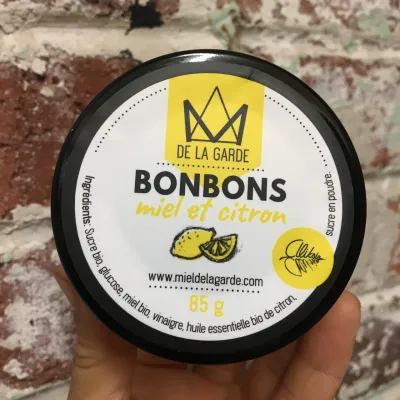 DE LA GARDE
BONBONS
miel et citron
www.mieldelagarde.com
85 g
Ingrédients: Sucre bio, glucose, miel bio, vinaigre, huile essentielle bio de citron, sucre en poudre.